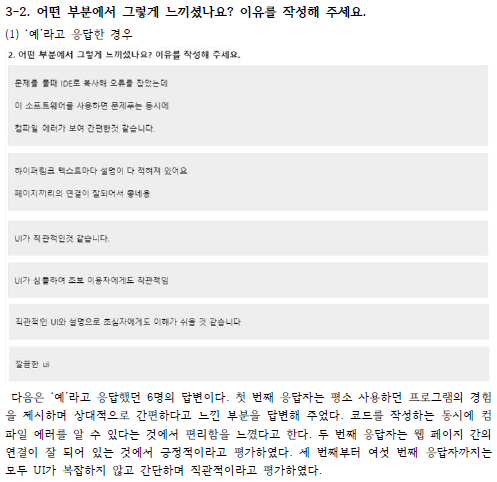 3-2. 어떤 부분에서 그렇게 느끼셨나요? 이유를 작성해 주세요.
(1) '예'라고 응답한 경우
2. 어떤 부분에서 그렇게 느끼셨나요? 이유를 작성해 주세요.
문제를 풀때 IDE로 복사해 오류를 잡았는데
이 소프트웨어를 사용하면 문제푸는 동시에
컴파일 에러가 보여 간편한것 같습니다.
하이퍼링크 텍스트마다 설명이 다 적혀져 있어요
페이지끼리의 연결이 잘되어서 좋네용
UI가 직관적인것 같습니다.
UI가 심플하여 초보 이용자에게도 직관적임
직관적인 UI와 설명으로 초심자에게도 이해가 쉬울 것 같습니다
깔끔한 ui
다음은 '예'라고 응답했던 6명의 답변이다. 첫 번째 응답자는 평소 사용하던 프로그램의 경험
을 제시하며 상대적으로 간편하다고 느낀 부분을 답변해 주었다. 코드를 작성하는 동시에 컴
파일 에러를 알 수 있다는 것에서 편리함을 느꼈다고 한다. 두 번째 응답자는 웹 페이지 간의
연결이 잘 되어 있는 것에서 긍정적이라고 평가하였다. 세 번째부터 여섯 번째 응답자까지는
모두 UI가 복잡하지 않고 간단하며 직관적이라고 평가하였다.